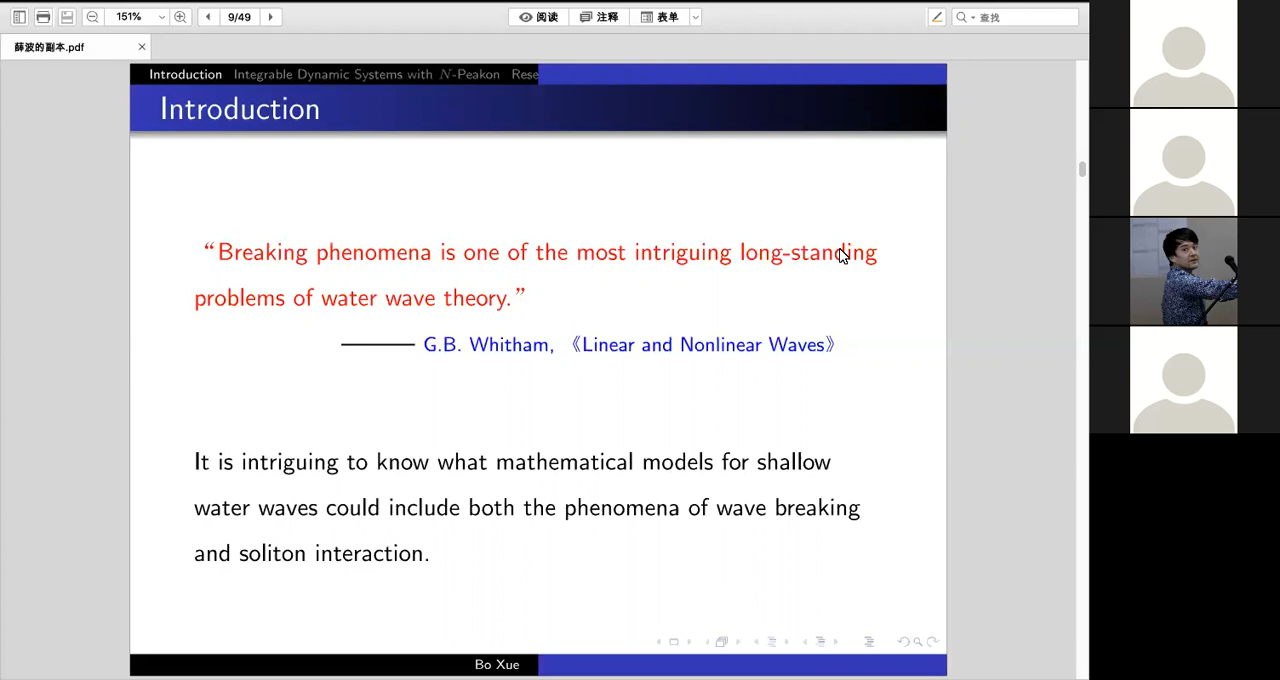 151%
9/49
阅读
注释
表单
查找
薛波的副本.pdf
Introduction Integrable Dynamic Systems with N-Peakon Rese
Introduction
“Breaking phenomena is one of the most intriguing long-standing
problems of water wave theory.”
—— G.B. Whitham, 《Linear and Nonlinear Waves》
It is intriguing to know what mathematical models for shallow
water waves could include both the phenomena of wave breaking
and soliton interaction.
Bo Xue